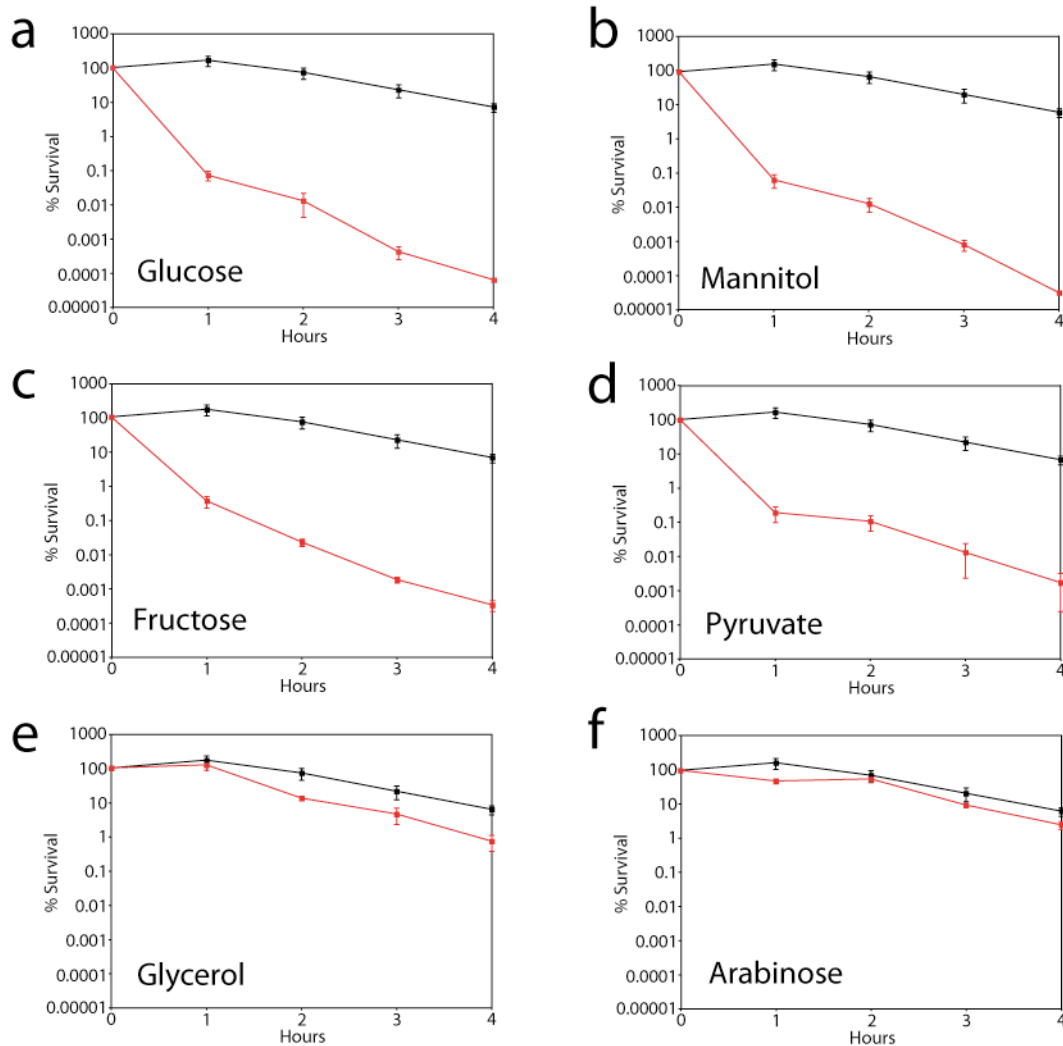 a
1000
100
10
1
0.1
0.01
0.001
0.0001
0.00001
% Survival
Glucose
0 1 2 3 4
Hours
b
1000
100
10
1
0.1
0.01
0.001
0.0001
0.00001
% Survival
Mannitol
0 1 2 3 4
Hours
c
1000
100
10
1
0.1
0.01
0.001
0.0001
0.00001
% Survival
Fructose
0 1 2 3 4
Hours
d
1000
100
10
1
0.1
0.01
0.001
0.0001
0.00001
% Survival
Pyruvate
0 1 2 3 4
Hours
e
1000
100
10
1
0.1
0.01
0.001
0.0001
0.00001
% Survival
Glycerol
0 1 2 3 4
Hours
f
1000
100
10
1
0.1
0.01
0.001
0.0001
0.00001
% Survival
Arabinose
0 1 2 3 4
Hours